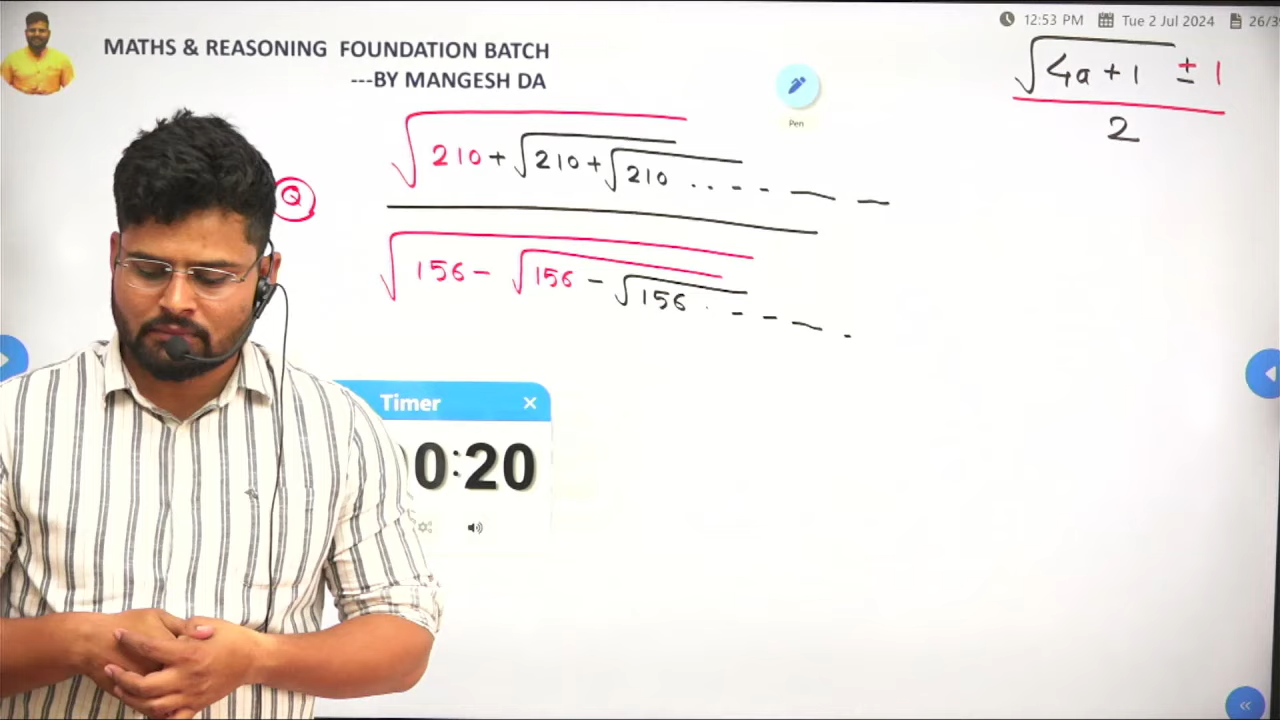 12:53 PM Tue 2 Jul 2024 26/3
MATHS & REASONING FOUNDATION BATCH
---BY MANGESH DA
√4a + 1 ± 1
2
Pen
√210 + √210 + √210 ..----
Q
√156 - √156 - √156 .----.
Timer
0:20